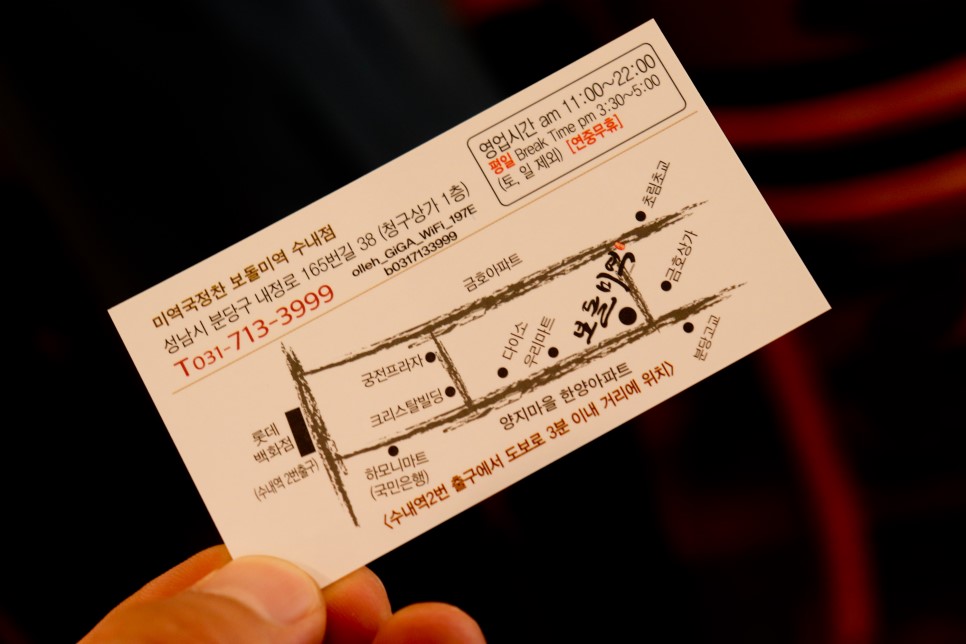 미역국정찬 보돌미역 수내점
성남시 분당구 내정로 165번길 38 (청구상가 1층)
T031-713-3999
olleh_GiGA_WiFi_197E
b0317133999
영업시간 am 11:00~22:00
평일 Break Time pm 3:30~5:00
(토, 일 제외) [연중무휴]
초림초교
금호아파트
금호상가
보돌미역
다이소
우리마트
궁전프라자
크리스탈빌딩
분당고교
양지마을 한양아파트
롯데
백화점
(수내역 2번출구)
하모니마트
(국민은행)
<수내역2번 출구에서 도보로 3분 이내 거리에 위치>